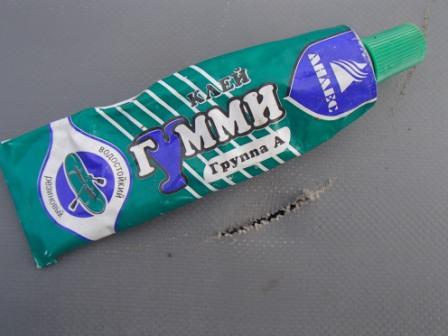 КЛЕЙ
ГУММИ
Группа А
АНЛЕС
ВОДОСТОЙКИЙ
резиновый